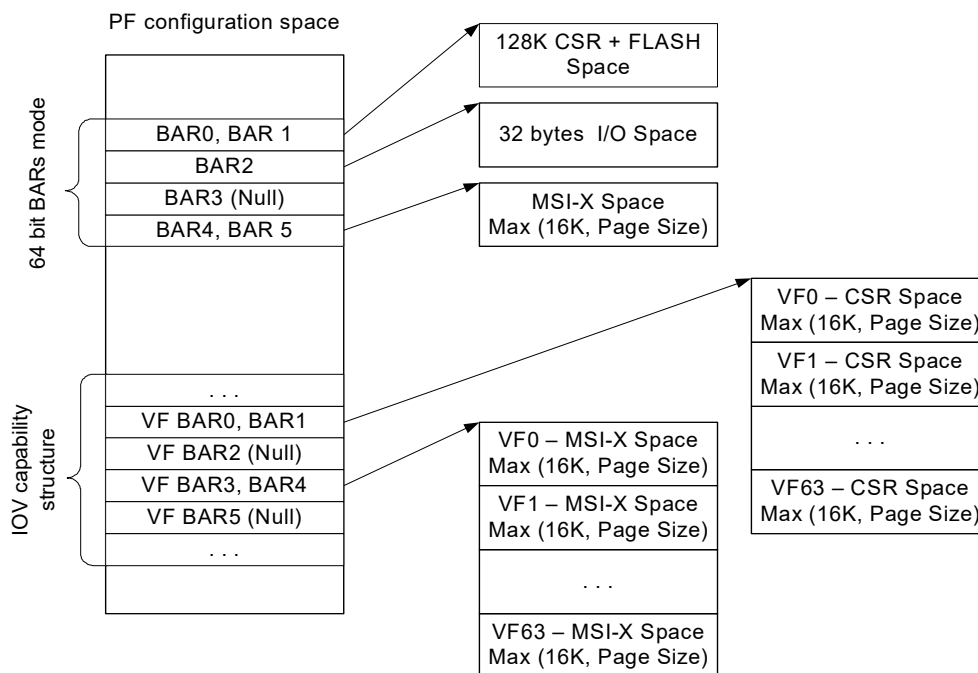 PF configuration space
64 bit BARs mode
BAR0, BAR 1
BAR2
BAR3 (Null)
BAR4, BAR 5
128K CSR + FLASH
Space
32 bytes I/O Space
MSI-X Space
Max (16K, Page Size)
IOV capability
structure
. . .
VF BAR0, BAR1
VF BAR2 (Null)
VF BAR3, BAR4
VF BAR5 (Null)
. . .
VF0 – MSI-X Space
Max (16K, Page Size)
VF1 – MSI-X Space
Max (16K, Page Size)
. . .
VF63 – MSI-X Space
Max (16K, Page Size)
VF0 – CSR Space
Max (16K, Page Size)
VF1 – CSR Space
Max (16K, Page Size)
. . .
VF63 – CSR Space
Max (16K, Page Size)